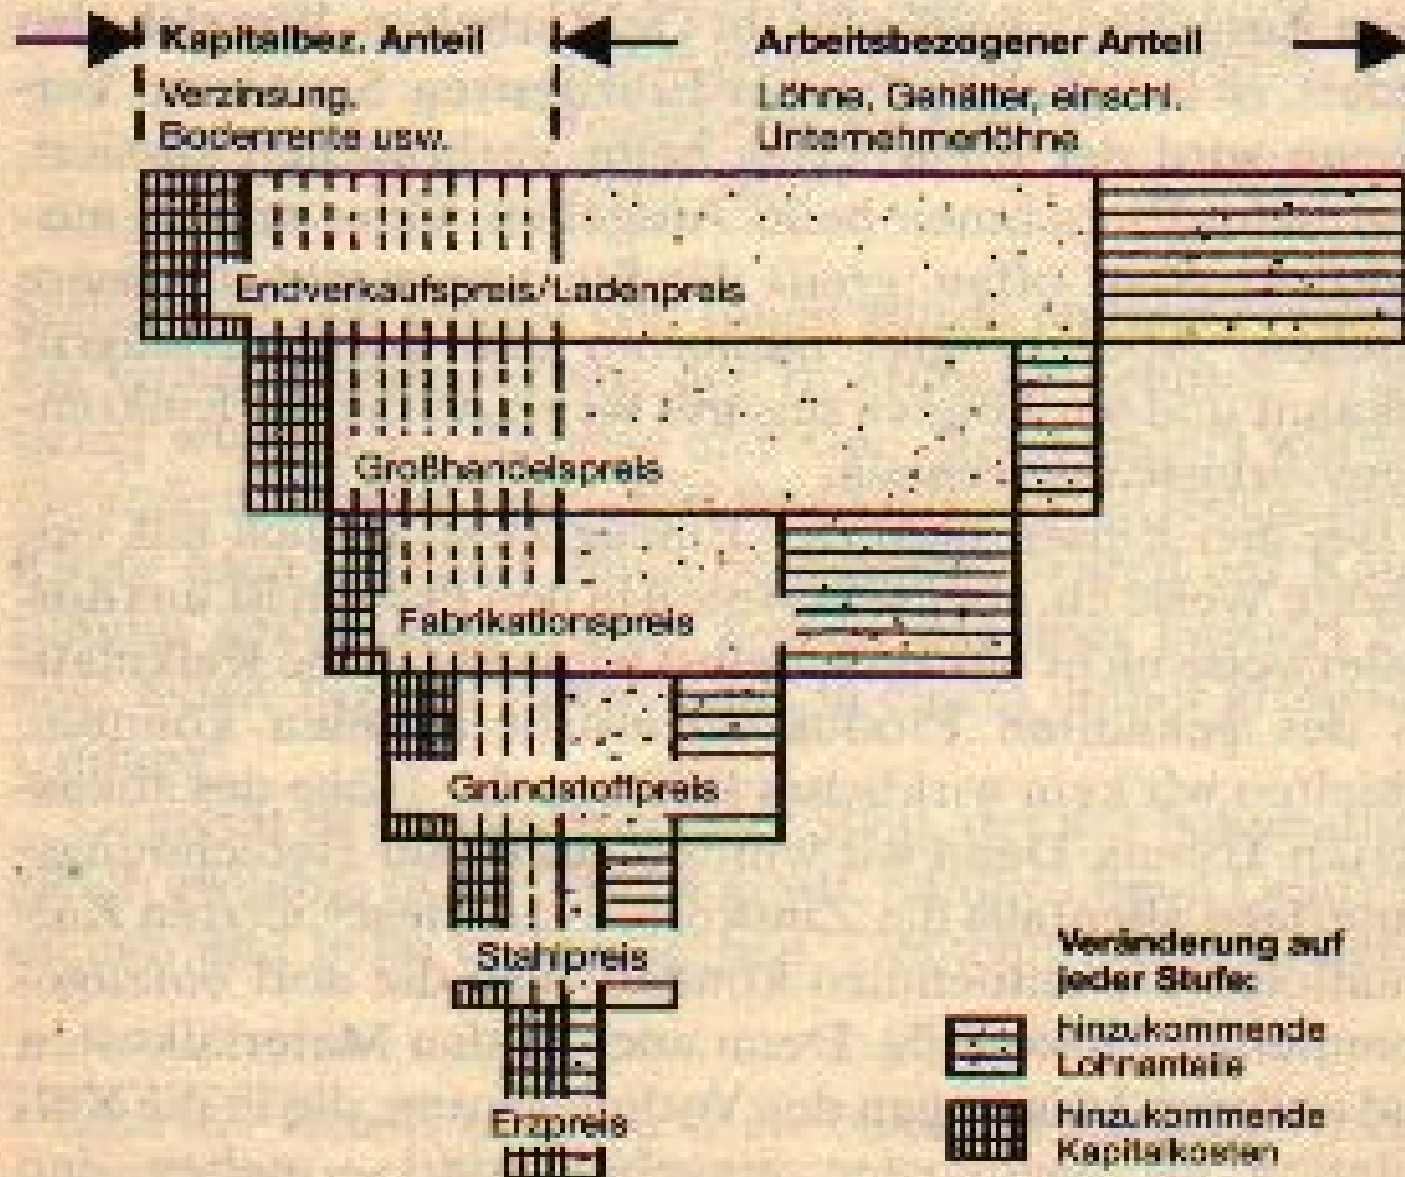 Kapitalbez. Anteil
Verzinsung,
Bodenrente usw.
Arbeitsbezogener Anteil
Löhne, Gehälter, einschl.
Unternehmerlöhne
Endverkaufspreis/Ladenpreis
Großhandelspreis
Fabrikationspreis
Grundstoffpreis
Stahlpreis
Erzpreis
Veränderung auf
jeder Stufe:
hinzukommende
Lohnanteile
hinzukommende
Kapitalkosten